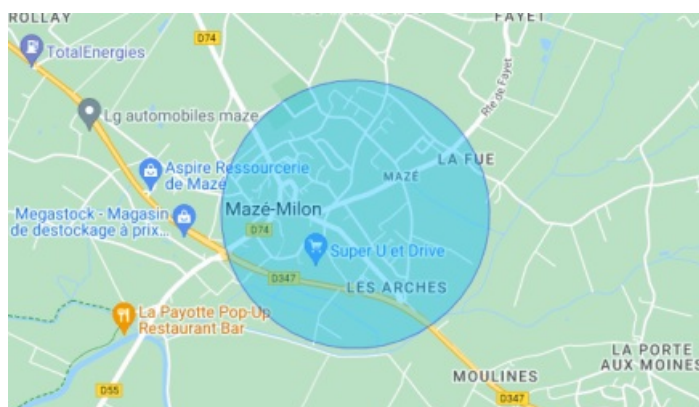 ROLLAY
FAYET
D74
TotalEnergies
Rte de Fayet
Lg automobiles maze
LA FUE
Aspire Ressourcerie
de Mazé
MAZÉ
Mazé-Milon
Megastock - Magasin
de destockage à prix...
D74
Super U et Drive
D347
LES ARCHES
La Payotte Pop-Up
Restaurant Bar
LA PORTE
AUX MOINES
MOULINES
D55
D347